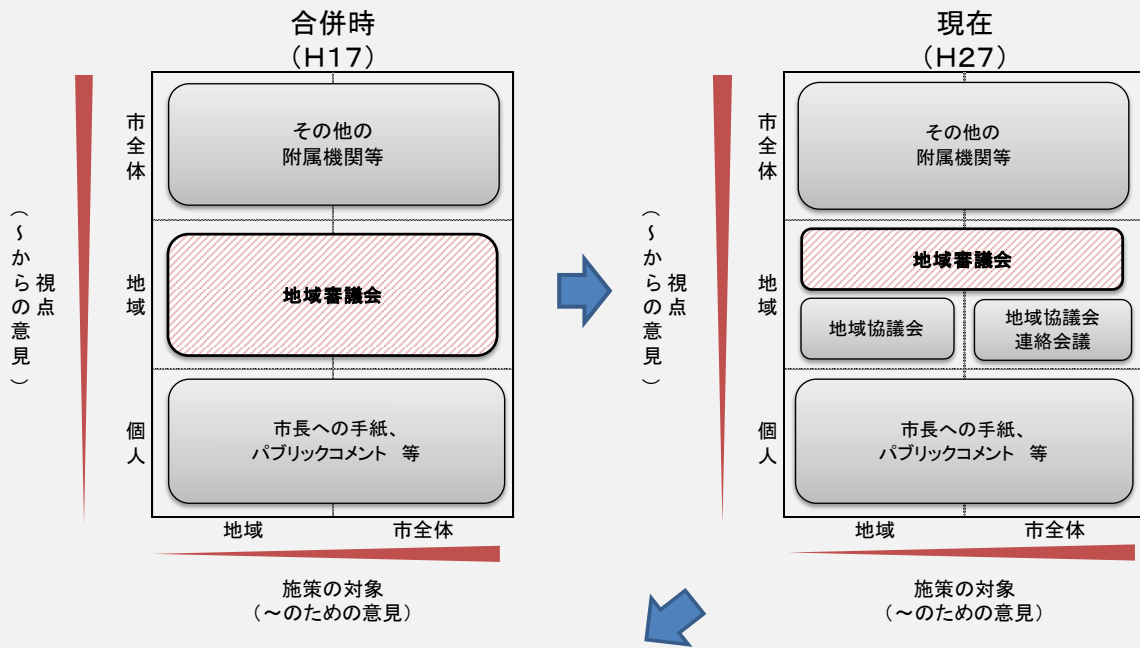 合併時
(H17)
市全体
その他の
附属機関等
視点
(~からの意見)
地域
地域審議会
個人
市長への手紙、
パブリックコメント 等
地域
市全体
施策の対象
(~のための意見)
現在
(H27)
市全体
その他の
附属機関等
視点
(~からの意見)
地域
地域審議会
地域協議会
地域協議会
連絡会議
個人
市長への手紙、
パブリックコメント 等
地域
市全体
施策の対象
(~のための意見)